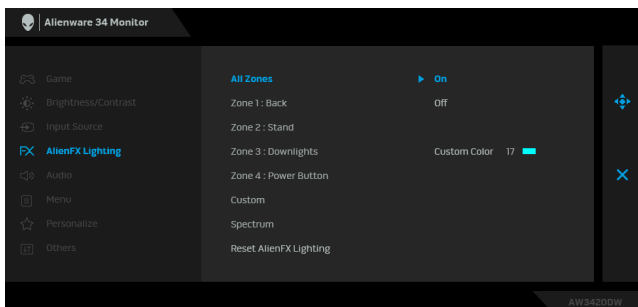 Alienware 34 Monitor
Game
All Zones
On
Brightness/Contrast
Zone 1 : Back
Off
Input Source
Zone 2 : Stand
FX AlienFX Lighting
Zone 3 : Downlights
Custom Color 17
Audio
Zone 4 : Power Button
Menu
Custom
Personalize
Spectrum
Others
Reset AlienFX Lighting
AW3420DW